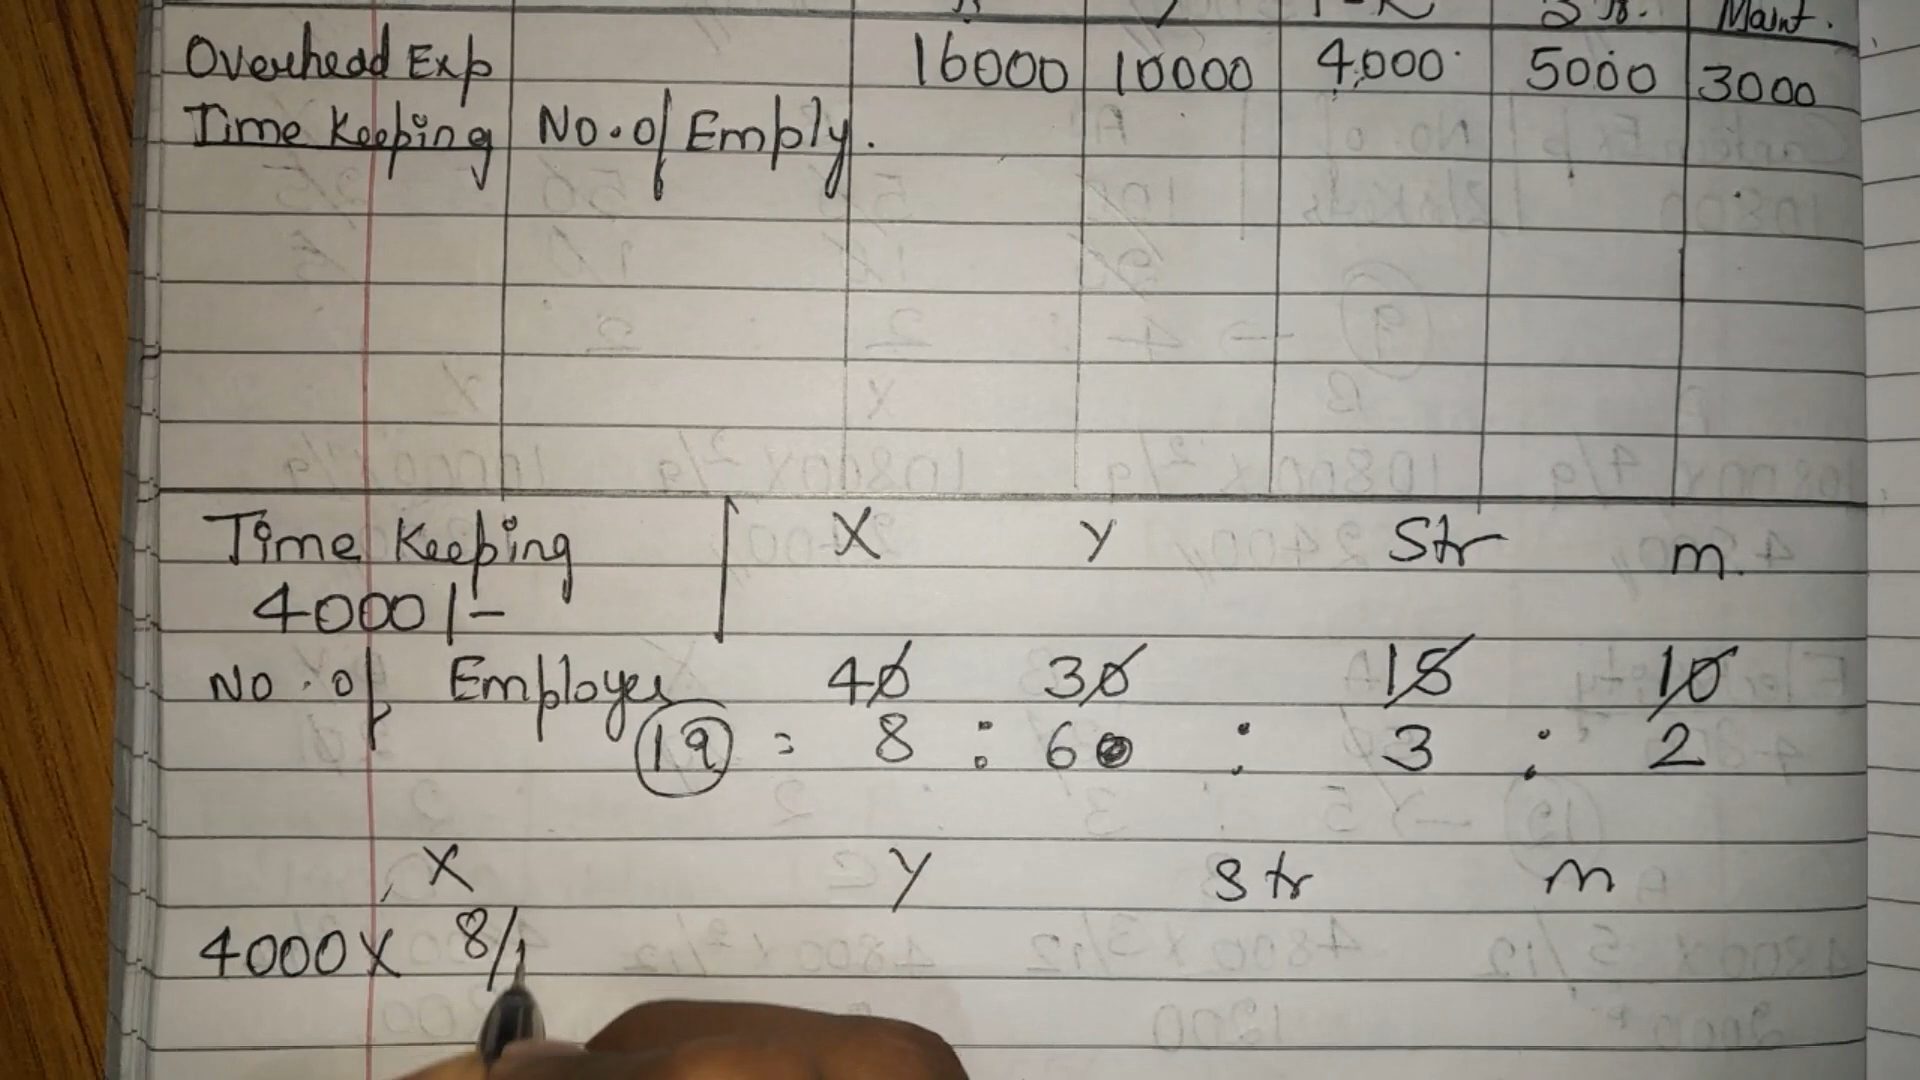 Maint.
Overhead Exp 16000 10000 4000 5000 3000
Time Keeping No. of Emply.
Time Keeping X Y Str m.
4000/-
No. of Employes 40 30 15 10
19 = 8 : 6 : 3 : 2
X Y Str m
4000 X 8/1